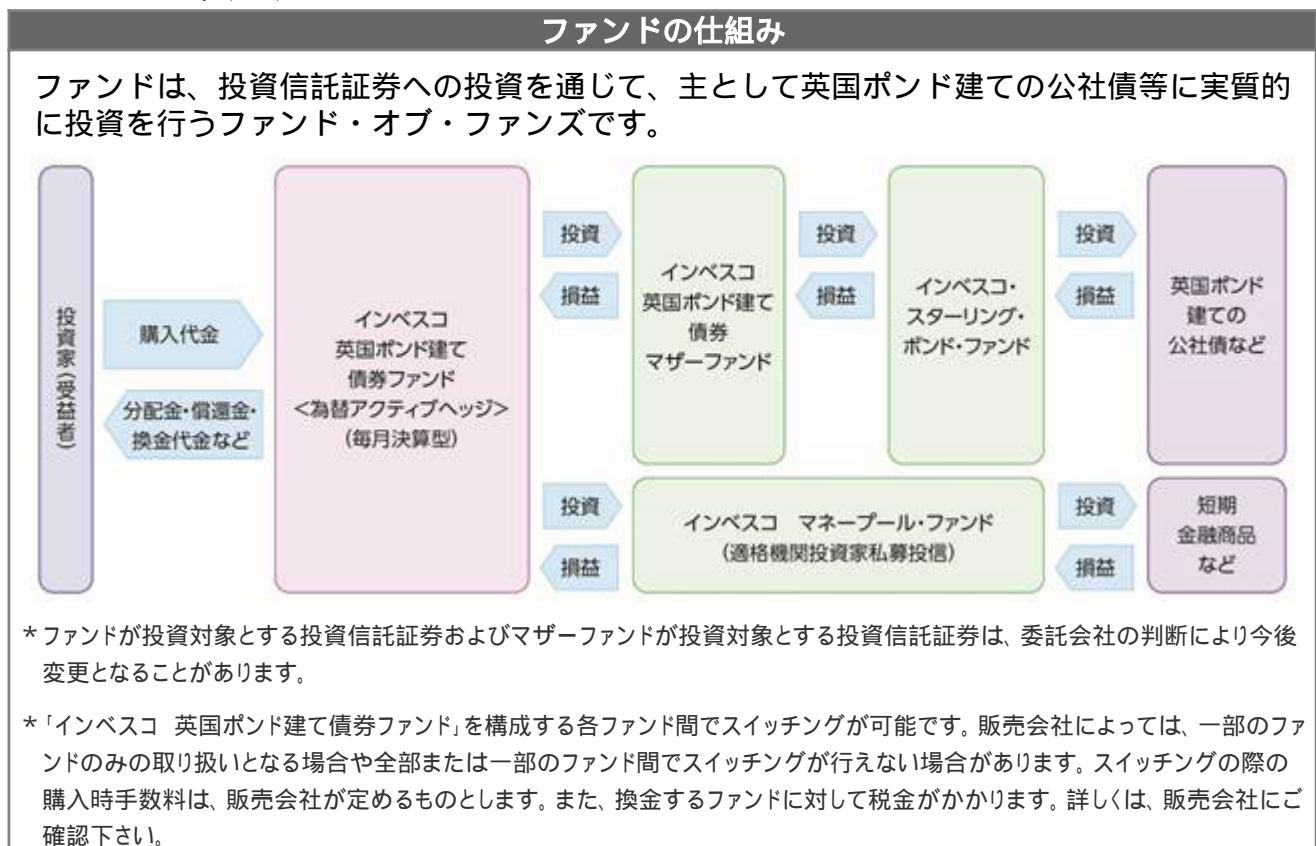 ファンドの仕組み
ファンドは、投資信託証券への投資を通じて、主として英国ポンド建ての公社債等に実質的
に投資を行うファンド・オブ・ファンズです。
投資家(受益者)
購入代金
分配金・償還金・
換金代金など
インベスコ
英国ポンド建て
債券ファンド
<為替アクティブヘッジ>
(毎月決算型)
投資
損益
インベスコ
英国ポンド建て
債券
マザーファンド
投資
損益
インベスコ・
スターリング・
ボンド・ファンド
投資
損益
英国ポンド
建ての
公社債など
投資
損益
インベスコ マネープール・ファンド
(適格機関投資家私募投信)
投資
損益
短期
金融商品
など
*ファンドが投資対象とする投資信託証券およびマザーファンドが投資対象とする投資信託証券は、委託会社の判断により今後
変更となることがあります。
*「インベスコ 英国ポンド建て債券ファンド」を構成する各ファンド間でスイッチングが可能です。販売会社によっては、一部のファ
ンドのみの取り扱いとなる場合や全部または一部のファンド間でスイッチングが行えない場合があります。スイッチングの際の
購入時手数料は、販売会社が定めるものとします。また、換金するファンドに対して税金がかかります。詳しくは、販売会社にご
確認下さい。